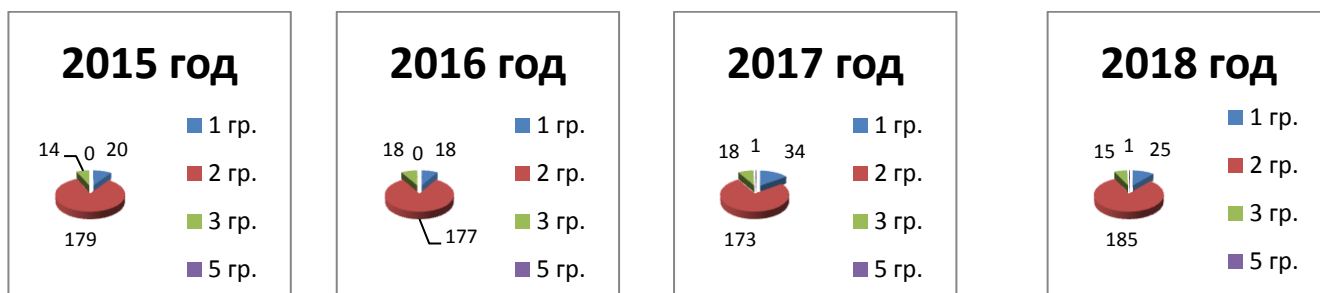 2015 год
14 0 20
179
1 гр.
2 гр.
3 гр.
5 гр.
2016 год
18 0 18
177
1 гр.
2 гр.
3 гр.
5 гр.
2017 год
18 1 34
173
1 гр.
2 гр.
3 гр.
5 гр.
2018 год
15 1 25
185
1 гр.
2 гр.
3 гр.
5 гр.